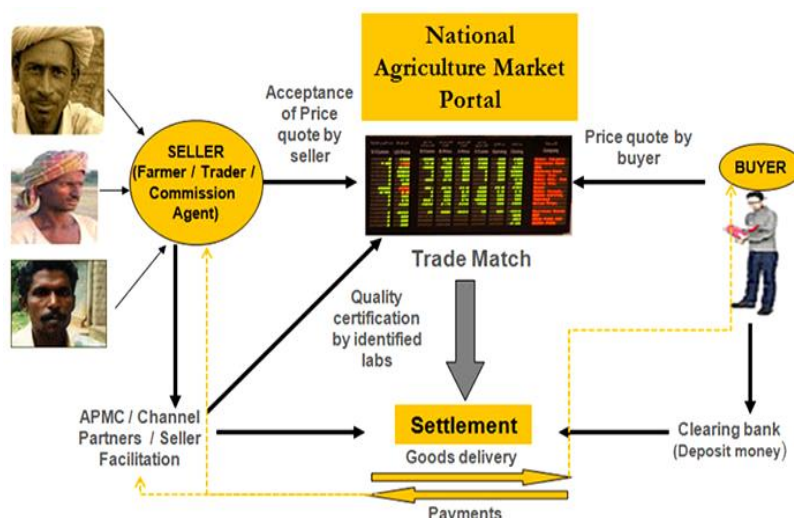 National
Agriculture Market
Portal
Acceptance
of Price
quote by
seller
Price quote by
buyer
SELLER
(Farmer / Trader /
Commission
Agent)
BUYER
Trade Match
Quality
certification
by identified
labs
APMC / Channel
Partners / Seller
Facilitation
Settlement
Goods delivery
Clearing bank
(Deposit money)
Payments